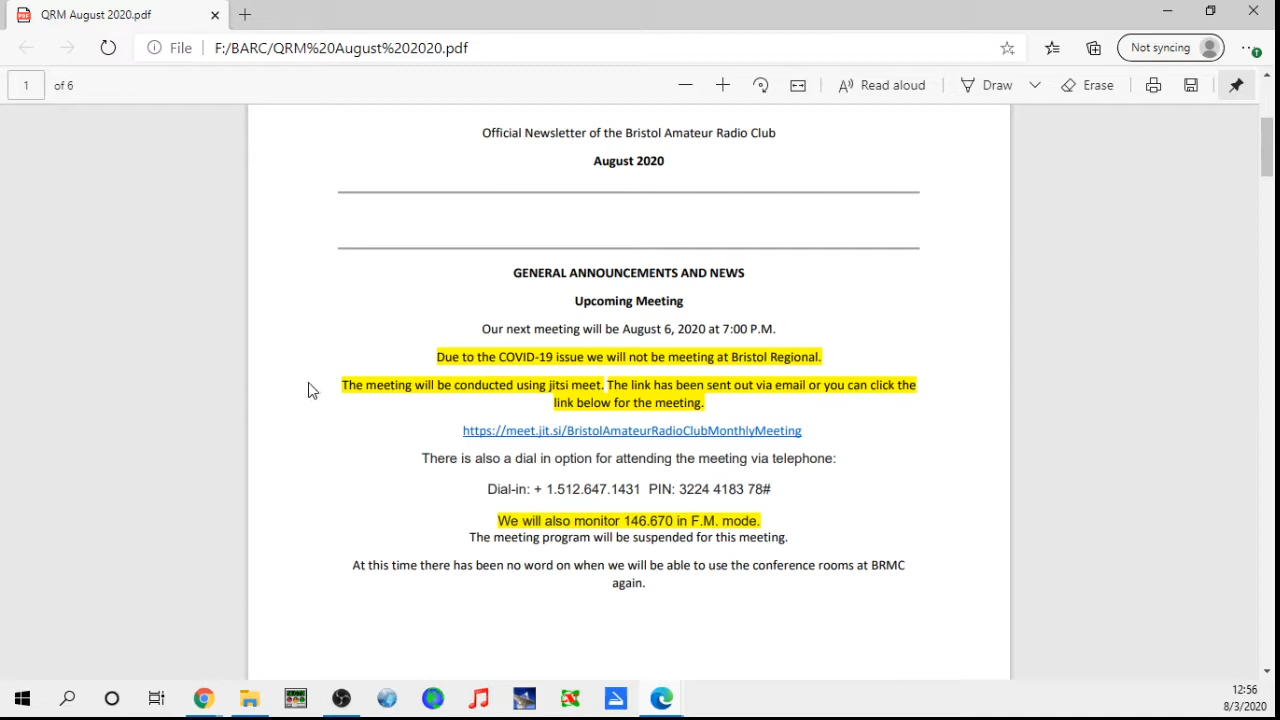 QRM August 2020.pdf
File F:/BARC/QRM%20August%202020.pdf
Not syncing
1 of 6
Read aloud
Draw
Erase
Official Newsletter of the Bristol Amateur Radio Club
August 2020
GENERAL ANNOUNCEMENTS AND NEWS
Upcoming Meeting
Our next meeting will be August 6, 2020 at 7:00 P.M.
Due to the COVID-19 issue we will not be meeting at Bristol Regional.
The meeting will be conducted using jitsi meet. The link has been sent out via email or you can click the
link below for the meeting.
https://meet.jit.si/BristolAmateurRadioClubMonthlyMeeting
There is also a dial in option for attending the meeting via telephone:
Dial-in: + 1.512.647.1431 PIN: 3224 4183 78#
We will also monitor 146.670 in F.M. mode.
The meeting program will be suspended for this meeting.
At this time there has been no word on when we will be able to use the conference rooms at BRMC
again.
12:56
8/3/2020